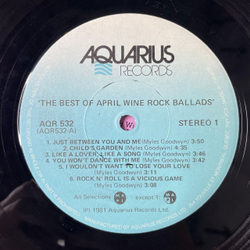 AQUARIUS
RECORDS
'THE BEST OF APRIL WINE ROCK BALLADS'
AQR 532
(AQR532-A)
STEREO 1
1. JUST BETWEEN YOU AND ME (Myles Goodwyn) 3:50
2. CHILD'S GARDEN (Myles Goodwyn) 3:35
3. LIKE A LOVER, LIKE A SONG (Myles Goodwyn) 3:46
4. YOU WON'T DANCE WITH ME (Myles Goodwyn) 3:42
5. I WOULDN'T WANT TO LOSE YOUR LOVE
(Myles Goodwyn) 3:11
6. ROCK N' ROLL IS A VICIOUS GAME
(Myles Goodwyn) 3:08
All Selections
except 1:
(P) 1981 Aquarius Records Ltd.